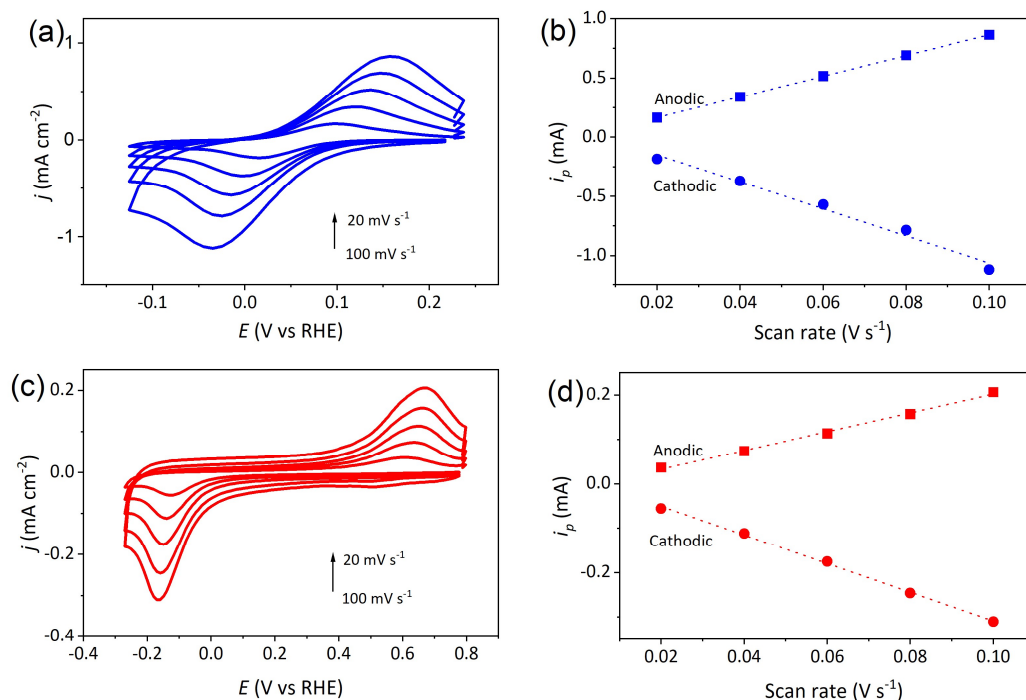 (a)
1
0
-1
j (mA cm⁻²)
20 mV s⁻¹
100 mV s⁻¹
-0.1 0.0 0.1 0.2
E (V vs RHE)
(b)
1.0
0.5
0.0
-0.5
-1.0
iₚ (mA)
Anodic
Cathodic
0.02 0.04 0.06 0.08 0.10
Scan rate (V s⁻¹)
(c)
0.2
0.0
-0.2
-0.4
j (mA cm⁻²)
20 mV s⁻¹
100 mV s⁻¹
-0.4 -0.2 0.0 0.2 0.4 0.6 0.8
E (V vs RHE)
(d)
0.2
0.0
-0.2
iₚ (mA)
Anodic
Cathodic
0.02 0.04 0.06 0.08 0.10
Scan rate (V s⁻¹)